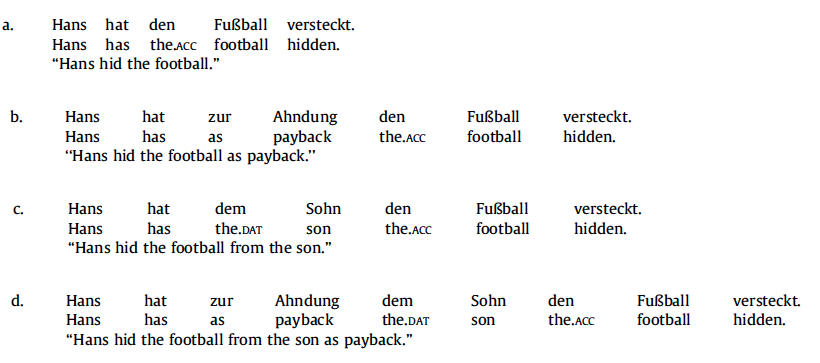 a. Hans hat den Fußball versteckt.
Hans has the.ACC football hidden.
“Hans hid the football.”
b. Hans hat zur Ahndung den Fußball versteckt.
Hans has as payback the.ACC football hidden.
“Hans hid the football as payback.”
c. Hans hat dem Sohn den Fußball versteckt.
Hans has the.DAT son the.ACC football hidden.
“Hans hid the football from the son.”
d. Hans hat zur Ahndung dem Sohn den Fußball versteckt.
Hans has as payback the.DAT son the.ACC football hidden.
“Hans hid the football from the son as payback.”